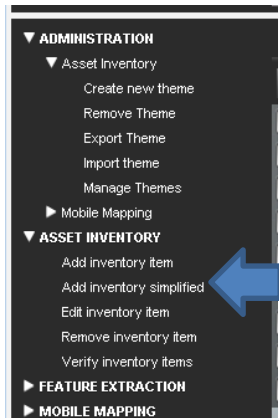 ADMINISTRATION
Asset Inventory
Create new theme
Remove Theme
Export Theme
Import theme
Manage Themes
Mobile Mapping
ASSET INVENTORY
Add inventory item
Add inventory simplified
Edit inventory item
Remove inventory item
Verify inventory items
FEATURE EXTRACTION
MOBILE MAPPING